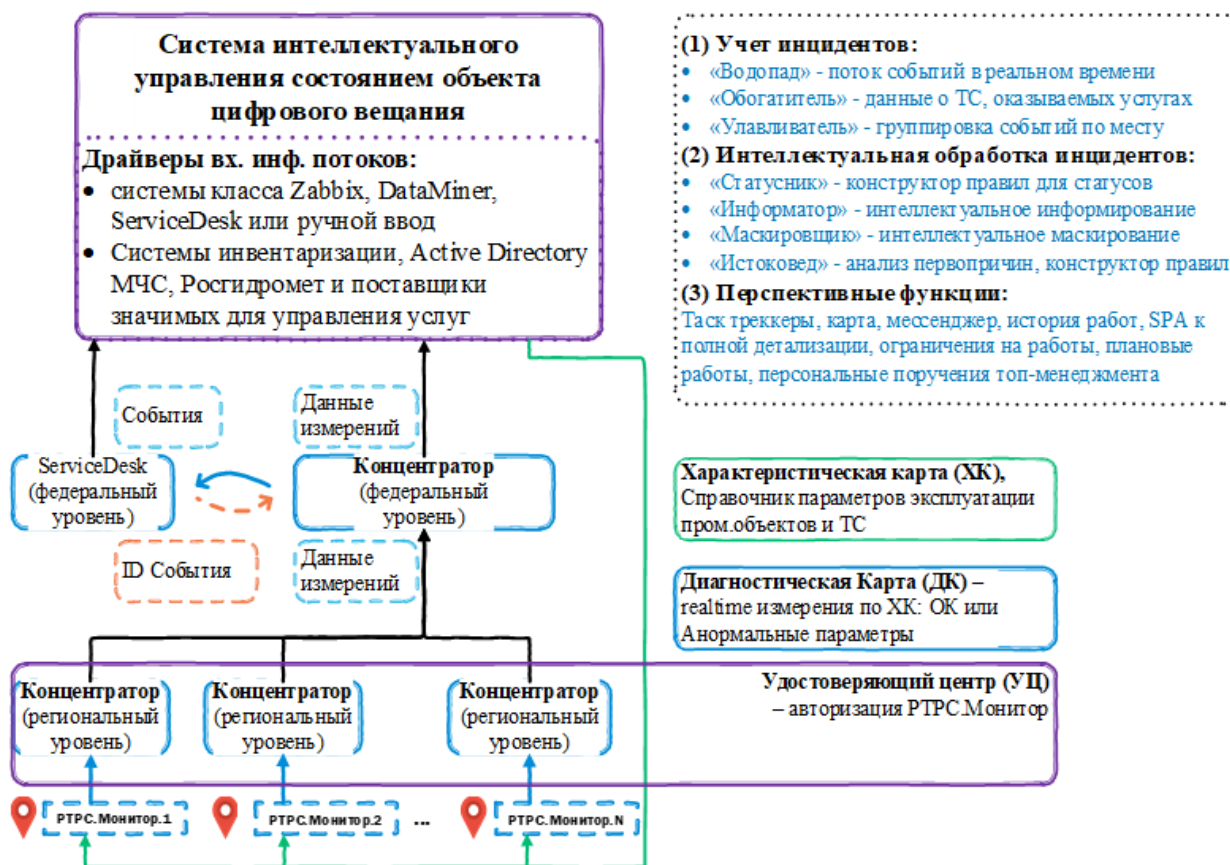 Система интеллектуального
управления состоянием объекта
цифрового вещания
Драйверы вх. инф. потоков:
• системы класса Zabbix, DataMiner,
ServiceDesk или ручной ввод
• Системы инвентаризации, Active Directory
МЧС, Росгидромет и поставщики
значимых для управления услуг
(1) Учет инцидентов:
• «Водопад» - поток событий в реальном времени
• «Обогатитель» - данные о ТС, оказываемых услугах
• «Улавливатель» - группировка событий по месту
(2) Интеллектуальная обработка инцидентов:
• «Статусник» - конструктор правил для статусов
• «Информатор» - интеллектуальное информирование
• «Маскировщик» - интеллектуальное маскирование
• «Истоковед» - анализ первопричин, конструктор правил
(3) Перспективные функции:
Таск треккеры, карта, мессенджер, история работ, SPA к
полной детализации, ограничения на работы, плановые
работы, персональные поручения топ-менеджмента
События
Данные
измерений
ServiceDesk
(федеральный
уровень)
Концентратор
(федеральный
уровень)
ID События
Данные
измерений
Характеристическая карта (ХК),
Справочник параметров эксплуатации
пром.объектов и ТС
Диагностическая Карта (ДК) –
realtime измерения по ХК: ОК или
Анормальные параметры
Концентратор
(региональный
уровень)
Концентратор
(региональный
уровень)
Концентратор
(региональный
уровень)
Удостоверяющий центр (УЦ)
– авторизация РТРС.Монитор
РТРС.Монитор.1
РТРС.Монитор.2
...
РТРС.Монитор.N